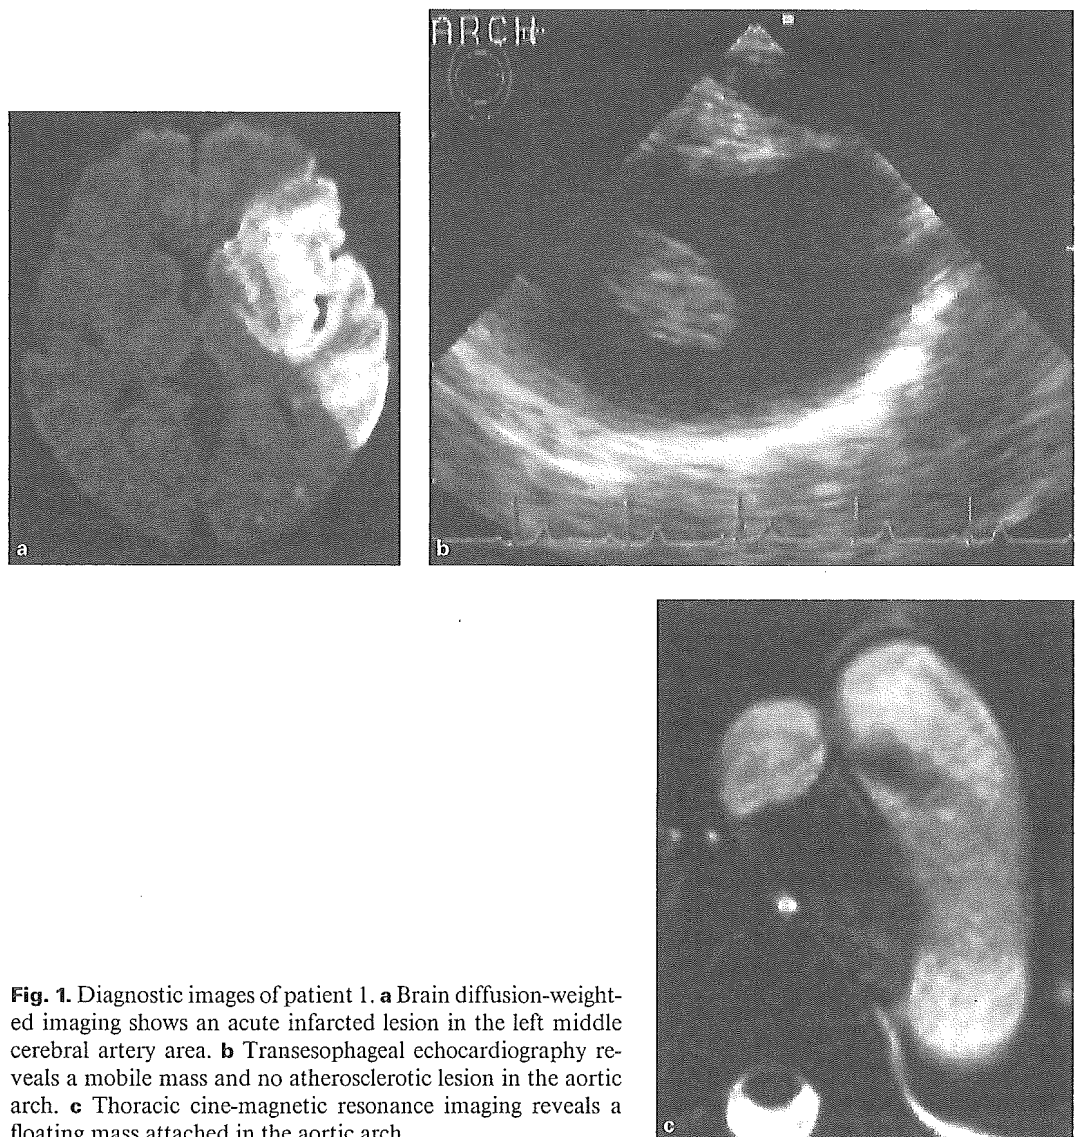 ARCH
a
b
c
Fig. 1. Diagnostic images of patient 1. a Brain diffusion-weight-
ed imaging shows an acute infarcted lesion in the left middle
cerebral artery area. b Transesophageal echocardiography re-
veals a mobile mass and no atherosclerotic lesion in the aortic
arch. c Thoracic cine-magnetic resonance imaging reveals a
floating mass attached in the aortic arch.